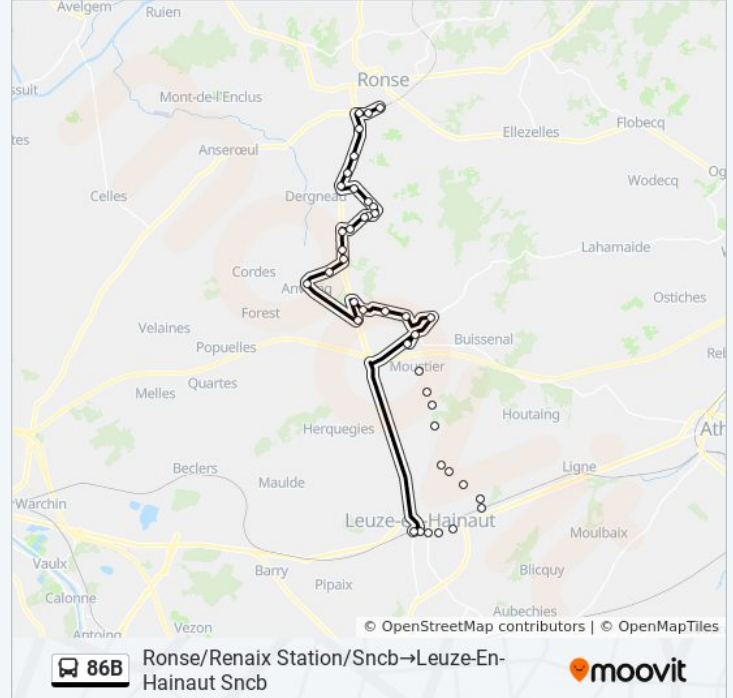 Avelgem
Ruien
Ronse
ssuit
Mont-de-l'Enclus
Flobecq
Ellezelles
tes
Anserœul
Og
Wodecq
Celles
Dergneau
Lahamaide
Cordes
Ostiches
Forest
Velaines
Buissenal
Popuelles
Reb
Moustier
Quartes
Melles
Houtaing
Herquegies
Ath
Beclers
Ligne
Maulde
Warchin
Leuze-en-Hainaut
Moulbaix
Vaulx
Barry
Blicquy
Pipaix
Calonne
Aubechies
Vezon
Antoing
© OpenStreetMap contributors | © OpenMapTiles
86B
Ronse/Renaix Station/Sncb→Leuze-En-
Hainaut Sncb
moovit